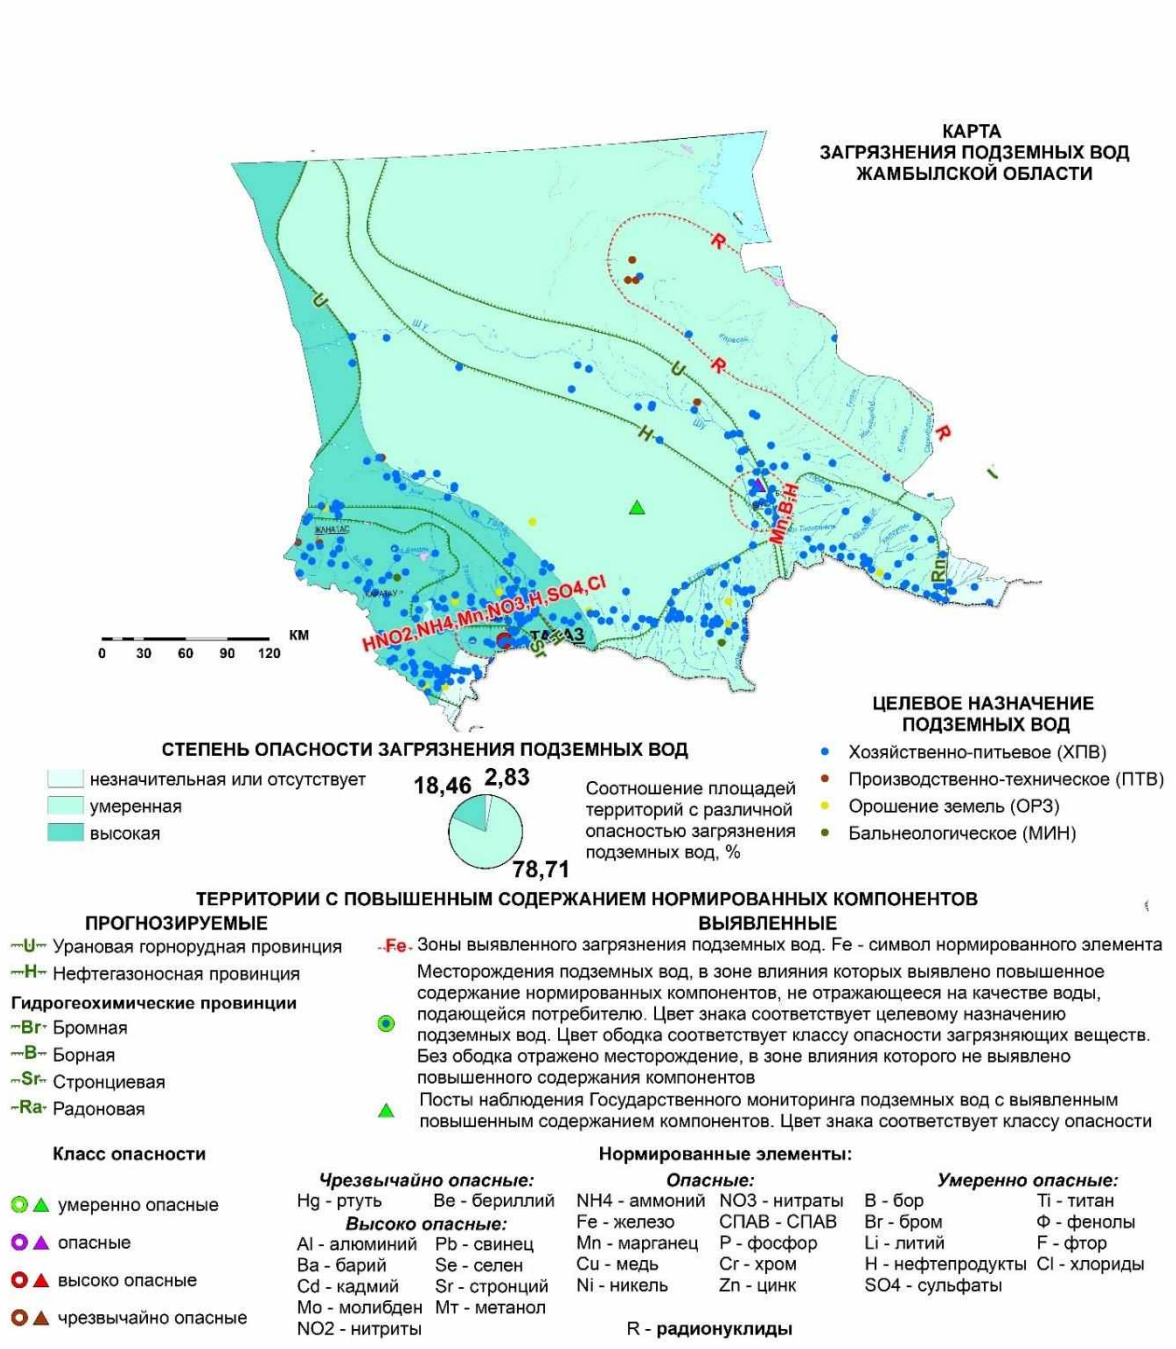 КАРТА
ЗАГРЯЗНЕНИЯ ПОДЗЕМНЫХ ВОД
ЖАМБЫЛСКОЙ ОБЛАСТИ
R
U
Шу
R
U
Шу
H
R
Mn,B,H
ЖАНАТАС
Талас
КАРАТАУ
Rn
HNO2,NH4,Mn,NO3,H,SO4,Cl
ТАРАЗ
H
Sr
КМ
0 30 60 90 120
СТЕПЕНЬ ОПАСНОСТИ ЗАГРЯЗНЕНИЯ ПОДЗЕМНЫХ ВОД
незначительная или отсутствует
умеренная
высокая
18,46 2,83
78,71
Соотношение площадей
территорий с различной
опасностью загрязнения
подземных вод, %
ЦЕЛЕВОЕ НАЗНАЧЕНИЕ
ПОДЗЕМНЫХ ВОД
Хозяйственно-питьевое (ХПВ)
Производственно-техническое (ПТВ)
Орошение земель (ОРЗ)
Бальнеологическое (МИН)
ТЕРРИТОРИИ С ПОВЫШЕННЫМ СОДЕРЖАНИЕМ НОРМИРОВАННЫХ КОМПОНЕНТОВ
ПРОГНОЗИРУЕМЫЕ
U Урановая горнорудная провинция
H Нефтегазоносная провинция
Гидрогеохимические провинции
Br Бромная
B Борная
Sr Стронциевая
Ra Радоновая
ВЫЯВЛЕННЫЕ
Fe Зоны выявленного загрязнения подземных вод. Fe - символ нормированного элемента
Месторождения подземных вод, в зоне влияния которых выявлено повышенное
содержание нормированных компонентов, не отражающееся на качестве воды,
подающейся потребителю. Цвет знака соответствует целевому назначению
подземных вод. Цвет ободка соответствует классу опасности загрязняющих веществ.
Без ободка отражено месторождение, в зоне влияния которого не выявлено
повышенного содержания компонентов
Посты наблюдения Государственного мониторинга подземных вод с выявленным
повышенным содержанием компонентов. Цвет знака соответствует классу опасности
Класс опасности
умеренно опасные
опасные
высоко опасные
чрезвычайно опасные
Нормированные элементы:
Чрезвычайно опасные:
Hg - ртуть Be - бериллий
Высоко опасные:
Al - алюминий Pb - свинец
Ba - барий Se - селен
Cd - кадмий Sr - стронций
Mo - молибден Мт - метанол
NO2 - нитриты
Опасные:
NH4 - аммоний NO3 - нитраты
Fe - железо СПАВ - СПАВ
Mn - марганец P - фосфор
Cu - медь Cr - хром
Ni - никель Zn - цинк
Умеренно опасные:
B - бор Ti - титан
Br - бром Ф - фенолы
Li - литий F - фтор
H - нефтепродукты Cl - хлориды
SO4 - сульфаты
R - радионуклиды